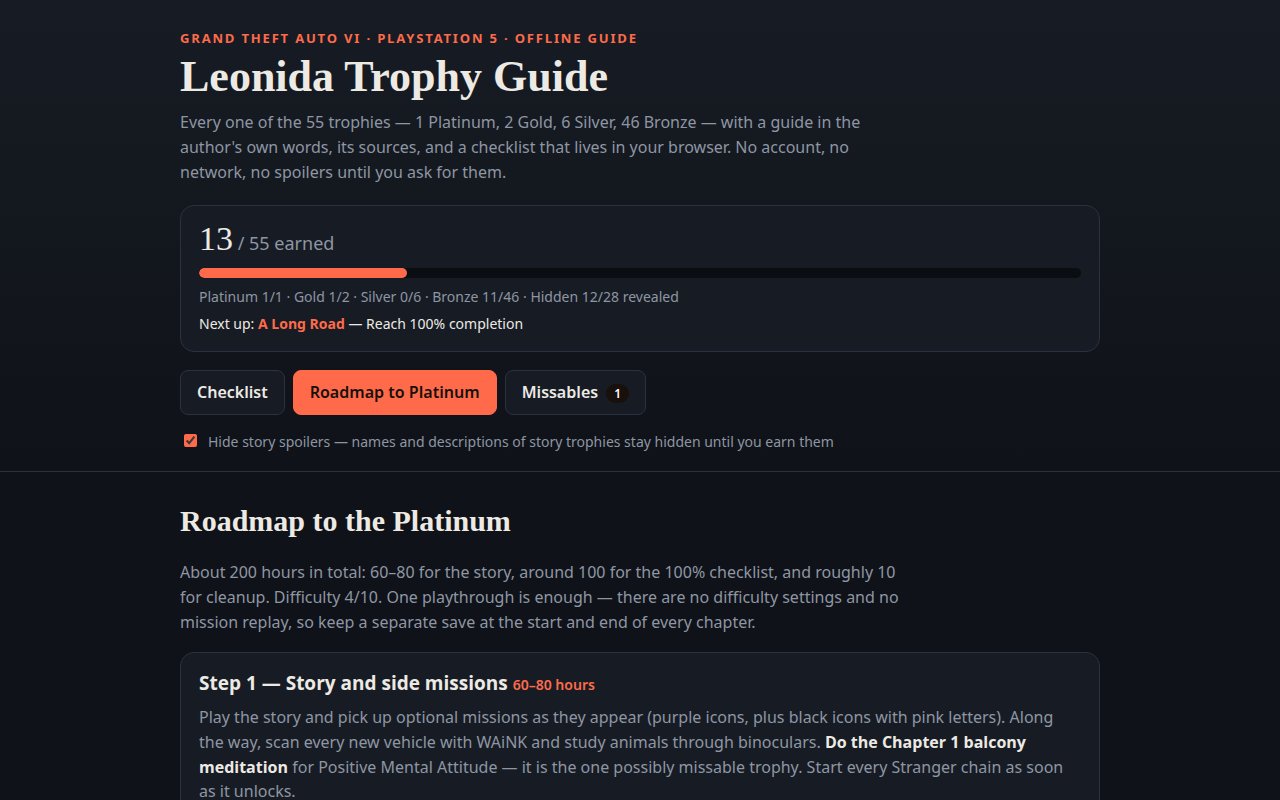 GRAND THEFT AUTO VI · PLAYSTATION 5 · OFFLINE GUIDE
Leonida Trophy Guide
Every one of the 55 trophies — 1 Platinum, 2 Gold, 6 Silver, 46 Bronze — with a guide in the
author's own words, its sources, and a checklist that lives in your browser. No account, no
network, no spoilers until you ask for them.
13 / 55 earned
Platinum 1/1 · Gold 1/2 · Silver 0/6 · Bronze 11/46 · Hidden 12/28 revealed
Next up: A Long Road — Reach 100% completion
Checklist Roadmap to Platinum Missables 1
Hide story spoilers — names and descriptions of story trophies stay hidden until you earn them
Roadmap to the Platinum
About 200 hours in total: 60–80 for the story, around 100 for the 100% checklist, and roughly 10
for cleanup. Difficulty 4/10. One playthrough is enough — there are no difficulty settings and no
mission replay, so keep a separate save at the start and end of every chapter.
Step 1 — Story and side missions 60–80 hours
Play the story and pick up optional missions as they appear (purple icons, plus black icons with pink letters). Along
the way, scan every new vehicle with WAiNK and study animals through binoculars. Do the Chapter 1 balcony
meditation for Positive Mental Attitude — it is the one possibly missable trophy. Start every Stranger chain as soon
as it unlocks.